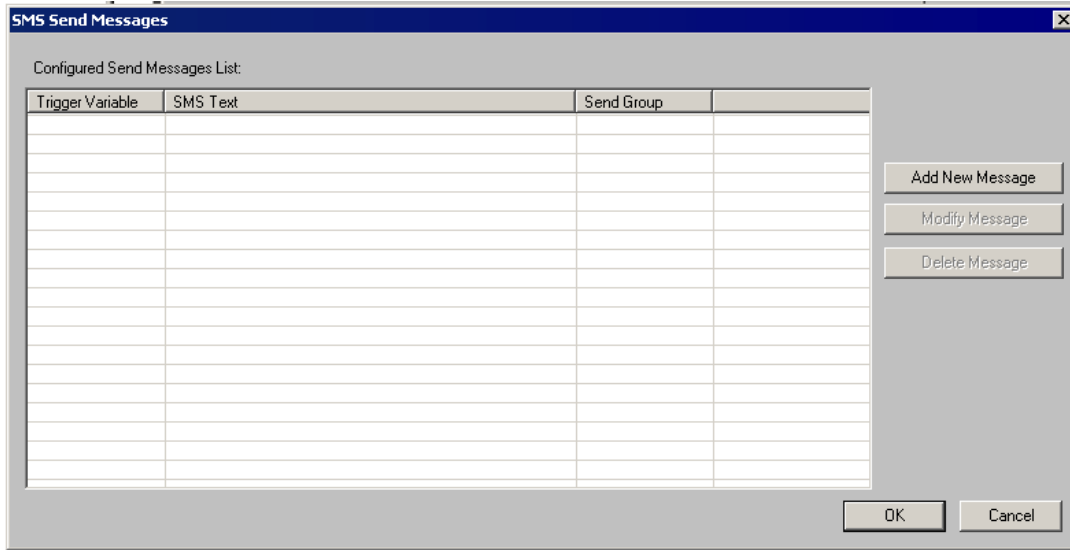 SMS Send Messages
Configured Send Messages List:
Trigger Variable SMS Text Send Group
Add New Message
Modify Message
Delete Message
OK Cancel